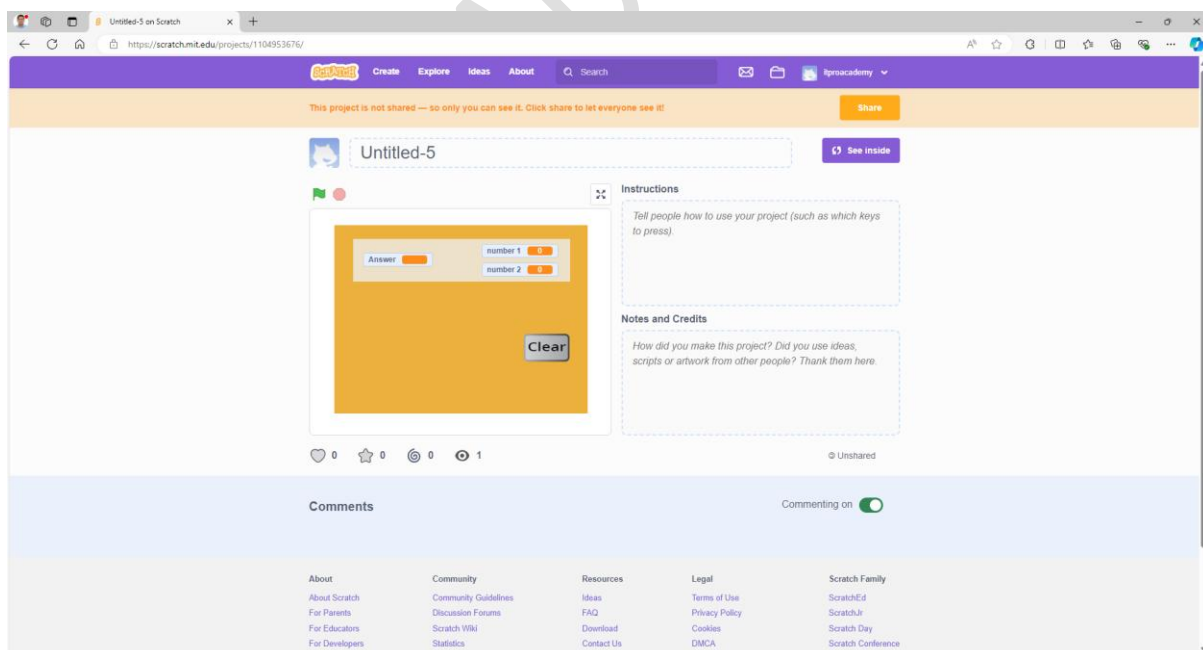 Untitled-5 on Scratch
https://scratch.mit.edu/projects/1104953676/
SCRATCH Create Explore Ideas About Search
This project is not shared — so only you can see it. Click share to let everyone see it!
Share
Untitled-5
See inside
Instructions
Tell people how to use your project (such as which keys
to press).
number 1 0
Answer
number 2 0
Clear
Notes and Credits
How did you make this project? Did you use ideas,
scripts or artwork from other people? Thank them here.
0 0 0 1
Unshared
Comments
Commenting on
About Community Resources Legal Scratch Family
About Scratch Community Guidelines Ideas Terms of Use ScratchEd
For Parents Discussion Forums FAQ Privacy Policy ScratchJr
For Educators Scratch Wiki Download Cookies Scratch Day
For Developers Statistics Contact Us DMCA Scratch Conference